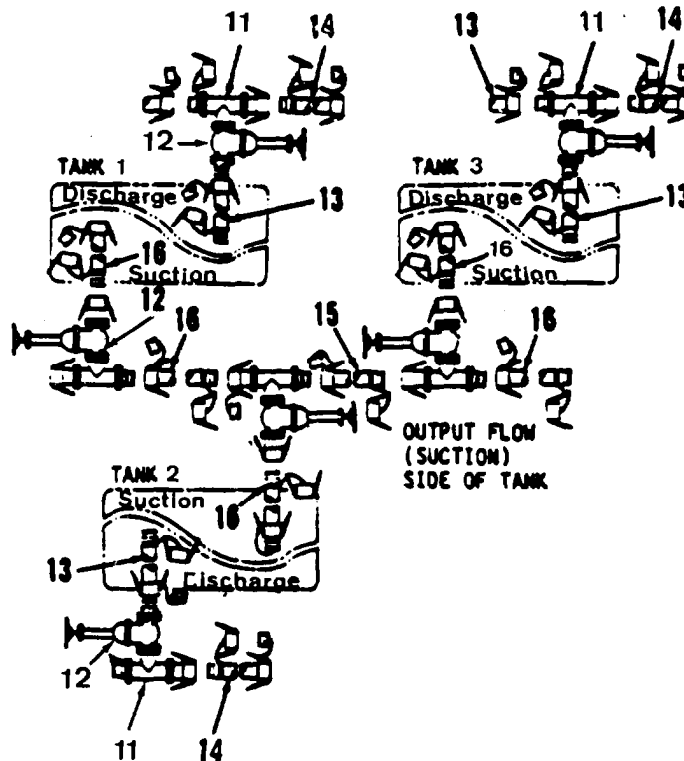 11 14 13 11 14
12
TANK 1 TANK 3
Discharge 13 Discharge 13
16 Suction 16 Suction
12
16 15 16
OUTPUT FLOW
(SUCTION)
SIDE OF TANK
TANK 2
Suction
16
13 Discharge
12
11 14